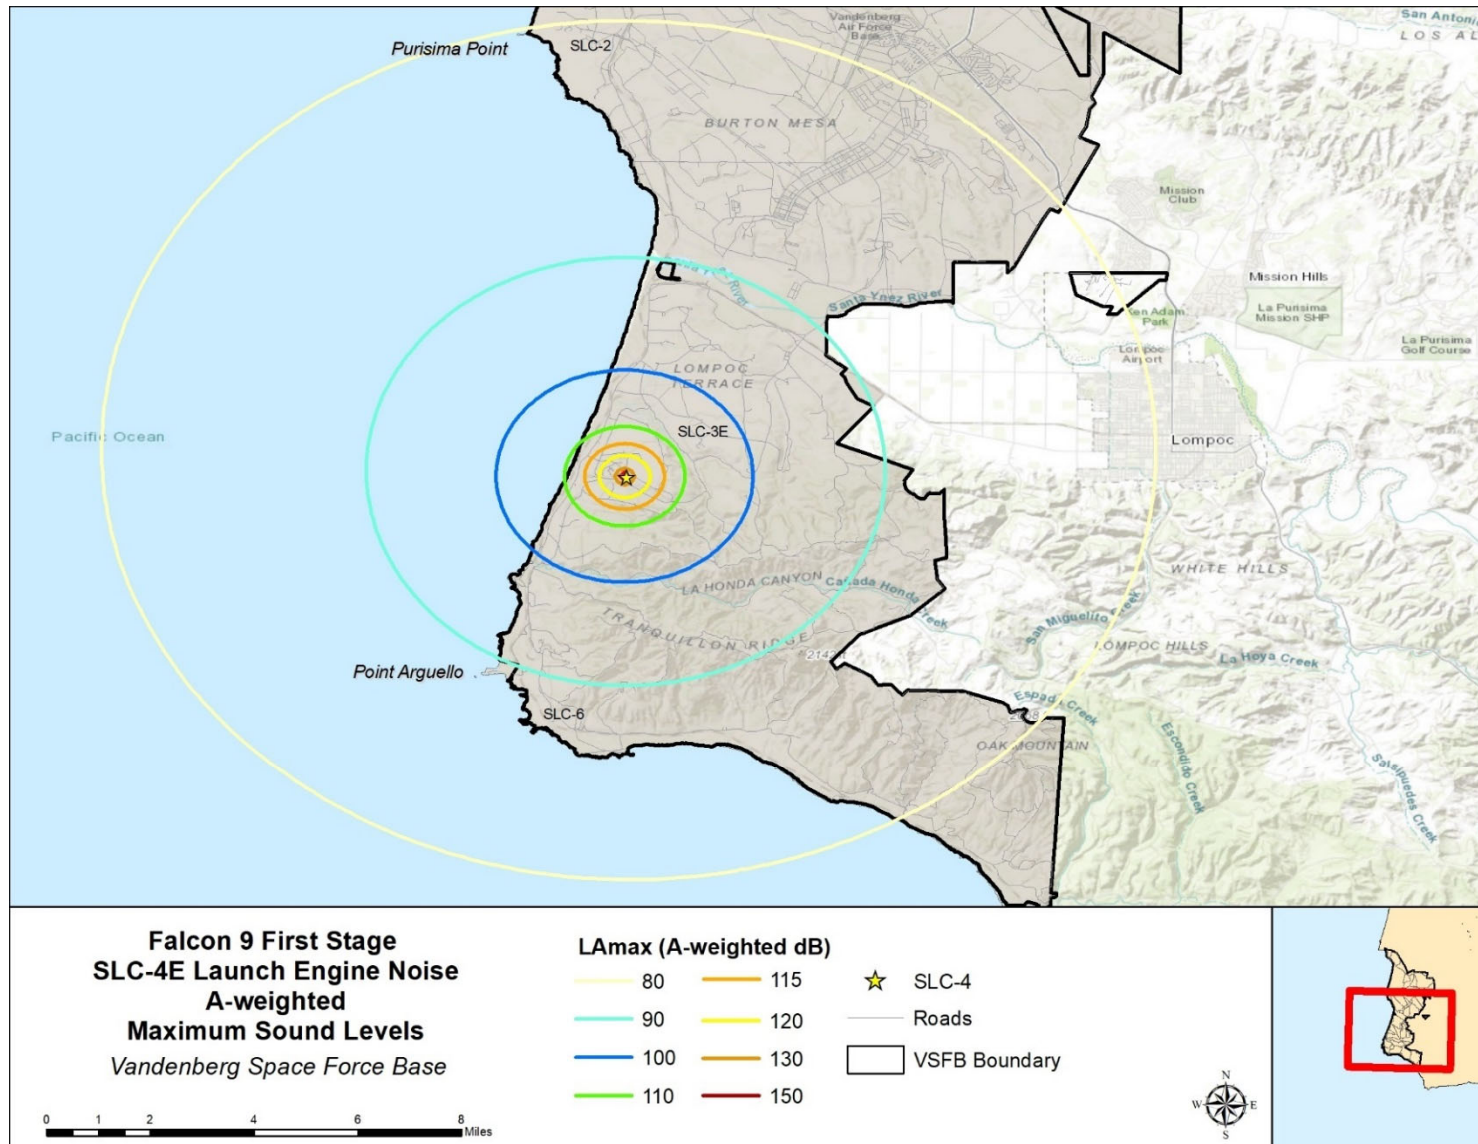 Purisima Point
SLC-2
Vandenberg
Air Force
Base
San Antonio
LOS AL
BURTON MESA
Mission
Club
Mission Hills
La Purisima
Mission SHP
Ken Adam
Park
La Purisima
Golf Course
Lompoc
Airport
River
Santa Ynez River
LOMPOC
TERRACE
SLC-3E
Pacific Ocean
Lompoc
LA HONDA CANYON
Cañada Honda
Creek
WHITE HILLS
TRANQUILLON RIDGE
San Miguelito Creek
LOMPOC HILLS
La Hoya Creek
Point Arguello
SLC-6
Espada Creek
OAK MOUNTAIN
Escondido Creek
Salsipuedes Creek
Falcon 9 First Stage
SLC-4E Launch Engine Noise
A-weighted
Maximum Sound Levels
Vandenberg Space Force Base
0 1 2 4 6 8
Miles
LAmax (A-weighted dB)
80
90
100
110
115
120
130
150
SLC-4
Roads
VSFB Boundary
N
W E
S